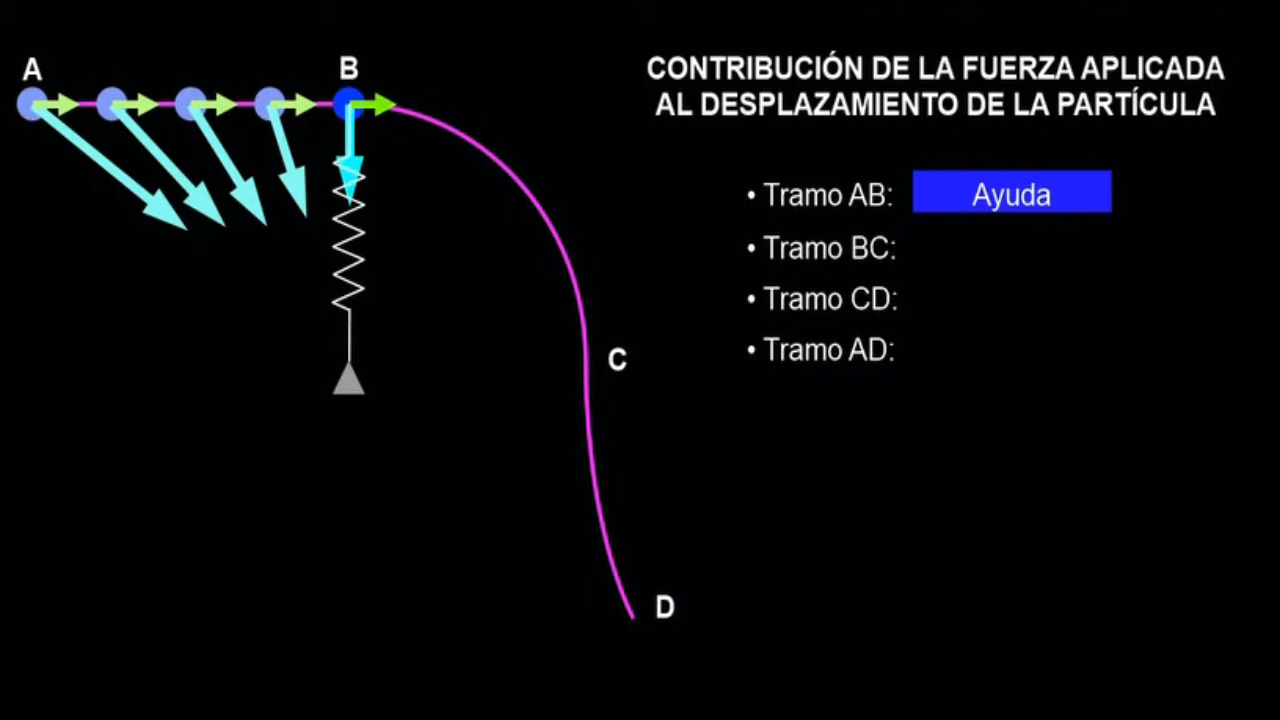 A
B
CONTRIBUCIÓN DE LA FUERZA APLICADA
AL DESPLAZAMIENTO DE LA PARTÍCULA
• Tramo AB: Ayuda
• Tramo BC:
• Tramo CD:
• Tramo AD:
C
D